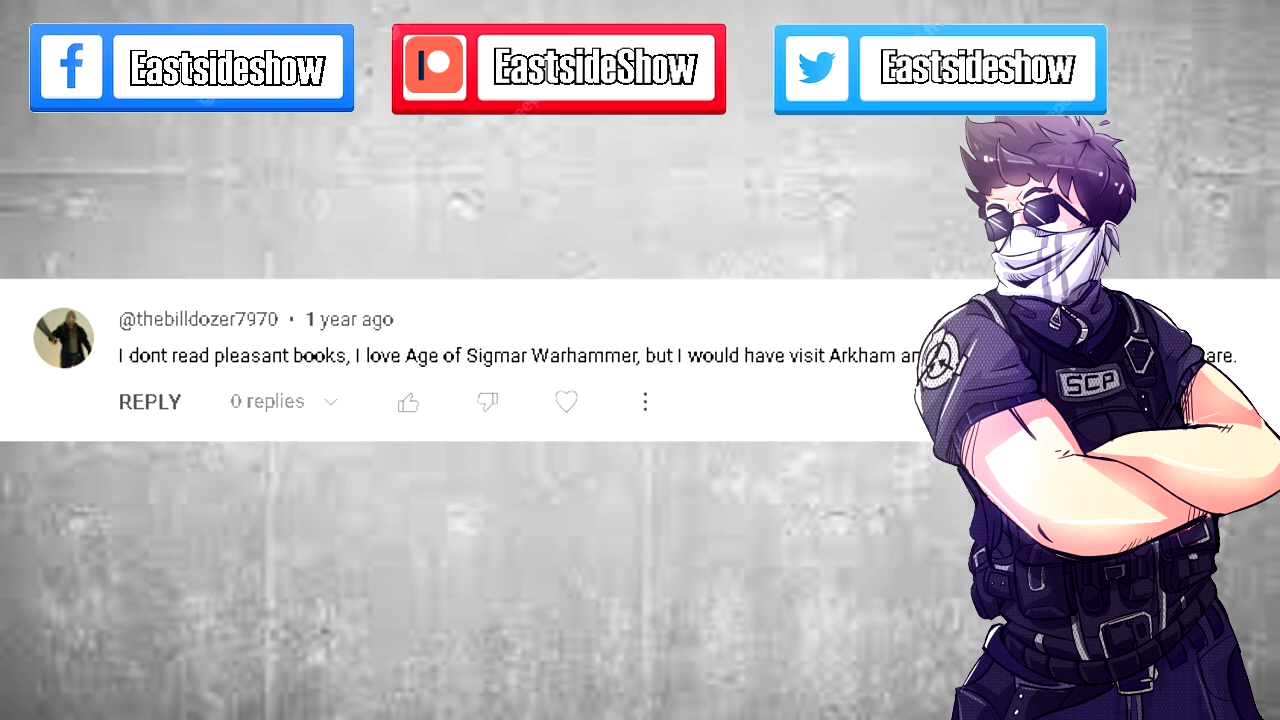 Eastsideshow
EastsideShow
Eastsideshow
@thebilldozer7970 • 1 year ago
I dont read pleasant books, I love Age of Sigmar Warhammer, but I would have visit Arkham are.
REPLY 0 replies
SCP